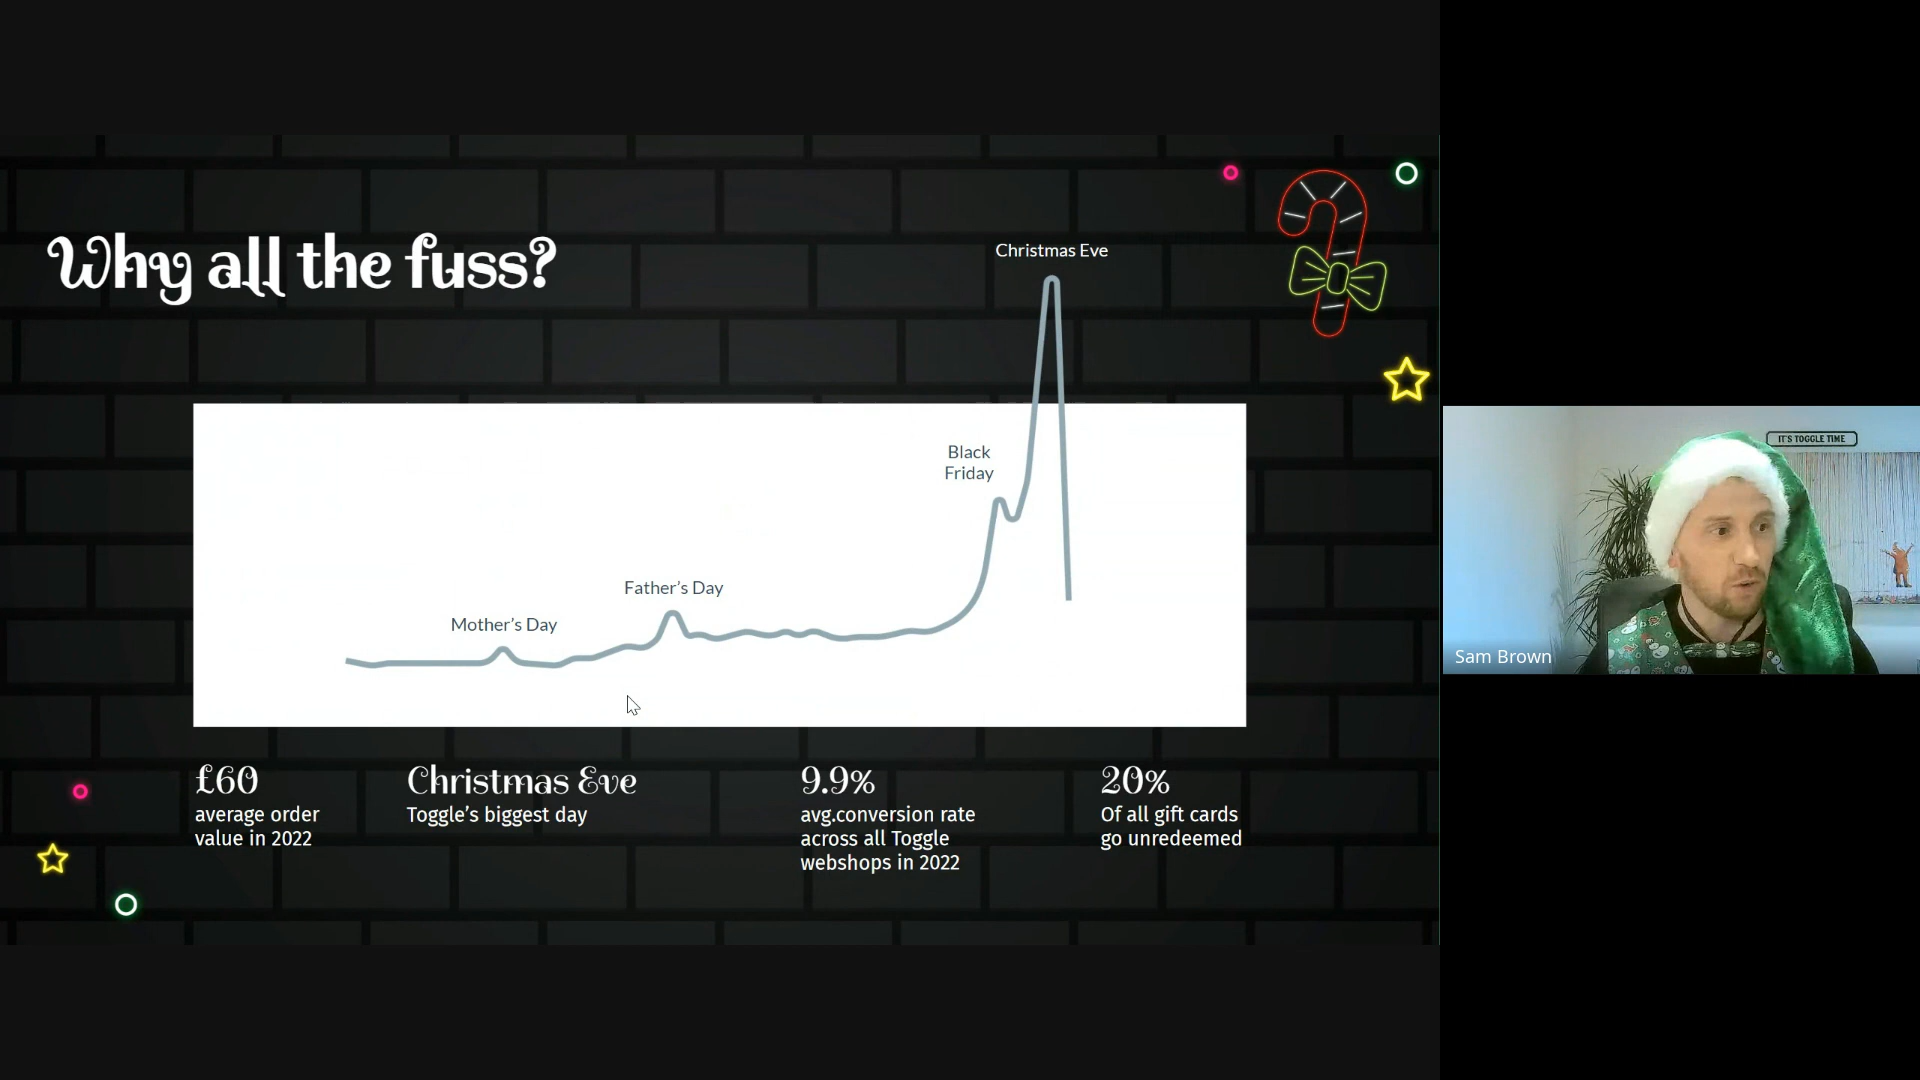 Why all the fuss?
Christmas Eve
Black
Friday
Father's Day
Mother's Day
£60
average order
value in 2022
Christmas Eve
Toggle's biggest day
9.9%
avg.conversion rate
across all Toggle
webshops in 2022
20%
Of all gift cards
go unredeemed
IT'S TOGGLE TIME
Sam Brown